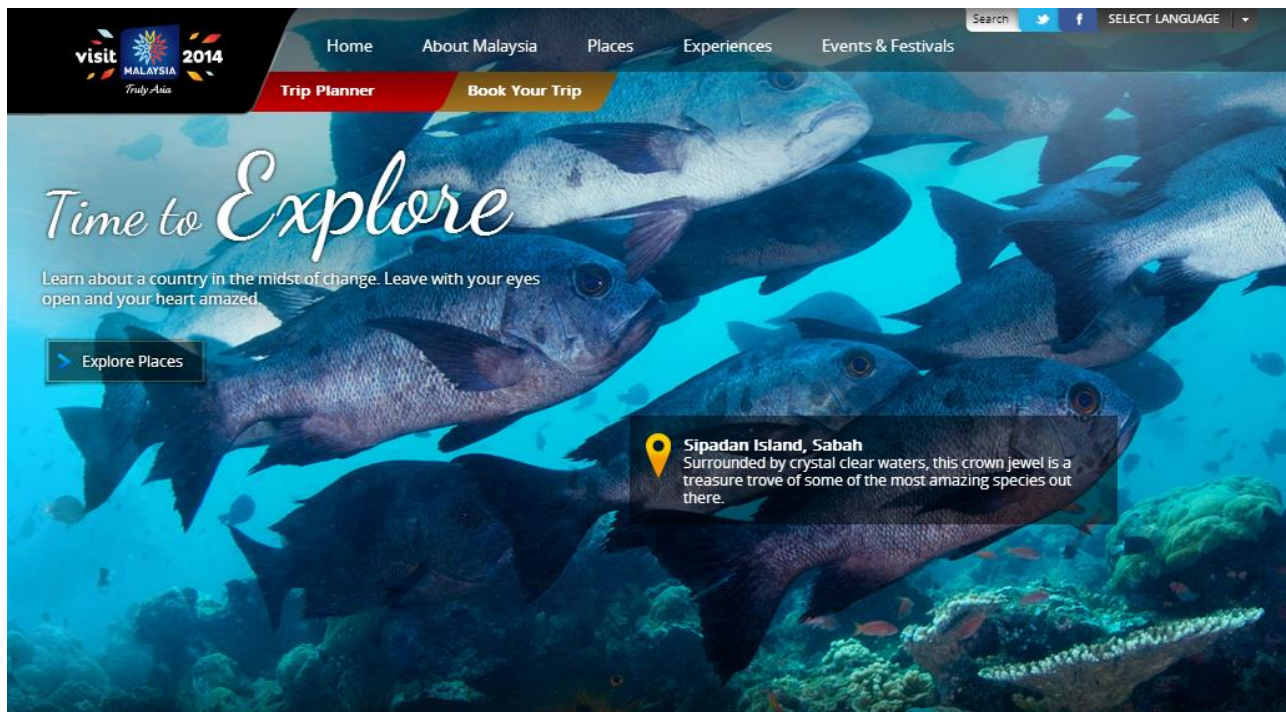 Search
SELECT LANGUAGE
visit MALAYSIA 2014
Truly Asia
Home About Malaysia Places Experiences Events & Festivals
Trip Planner Book Your Trip
Time to Explore
Learn about a country in the midst of change. Leave with your eyes
open and your heart amazed.
Explore Places
Sipadan Island, Sabah
Surrounded by crystal clear waters, this crown jewel is a
treasure trove of some of the most amazing species out
there.